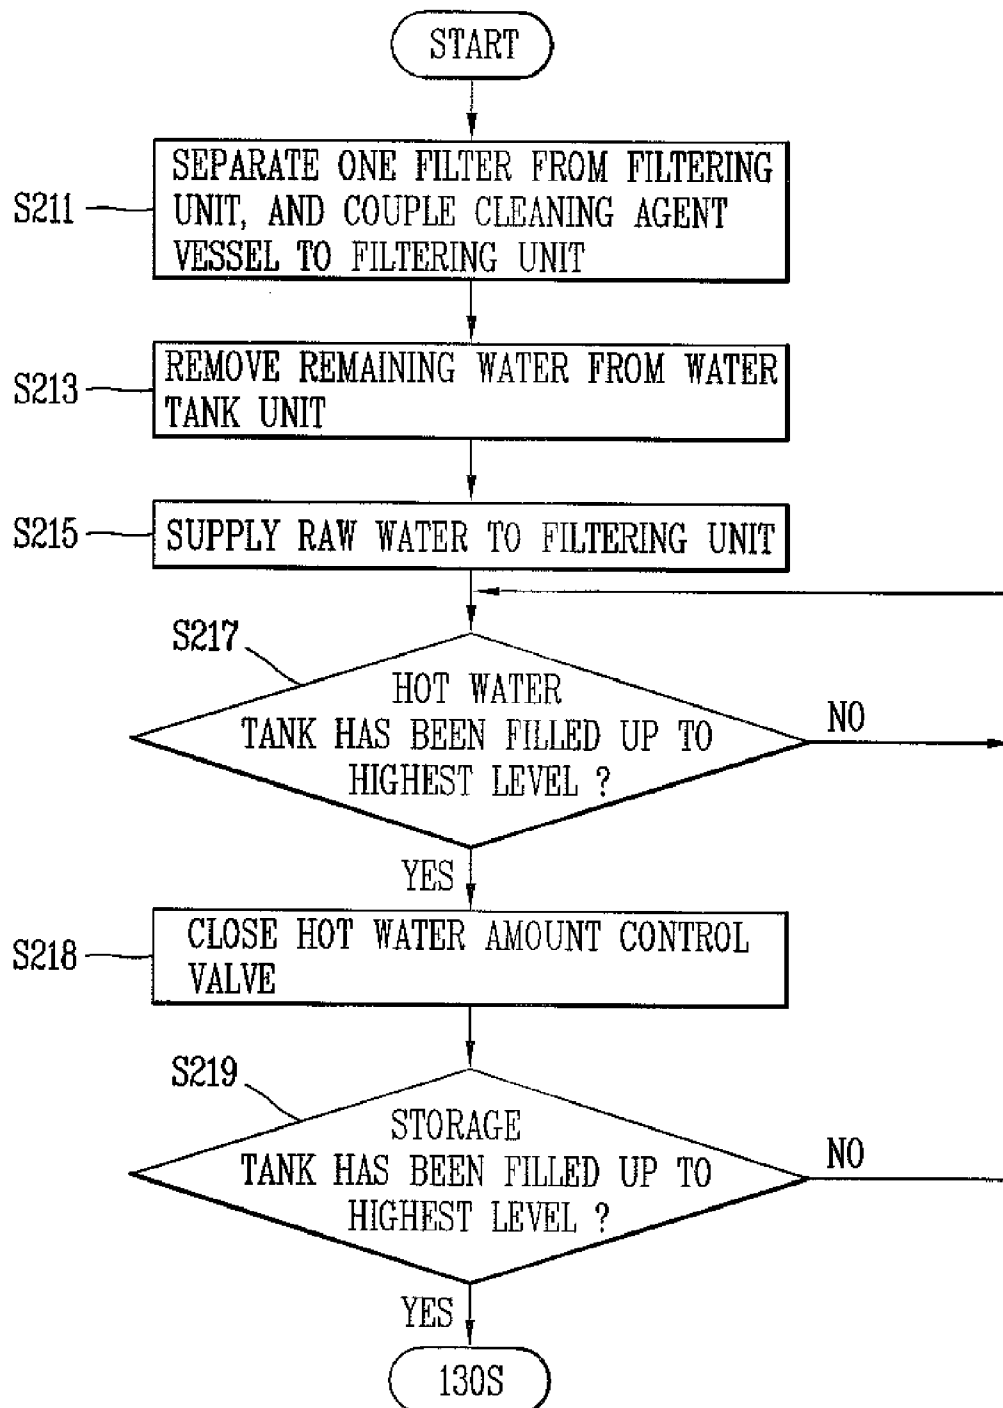 START
S211
SEPARATE ONE FILTER FROM FILTERING
UNIT, AND COUPLE CLEANING AGENT
VESSEL TO FILTERING UNIT
S213
REMOVE REMAINING WATER FROM WATER
TANK UNIT
S215
SUPPLY RAW WATER TO FILTERING UNIT
S217
HOT WATER
TANK HAS BEEN FILLED UP TO
HIGHEST LEVEL ?
NO
YES
S218
CLOSE HOT WATER AMOUNT CONTROL
VALVE
S219
STORAGE
TANK HAS BEEN FILLED UP TO
HIGHEST LEVEL ?
NO
YES
130S